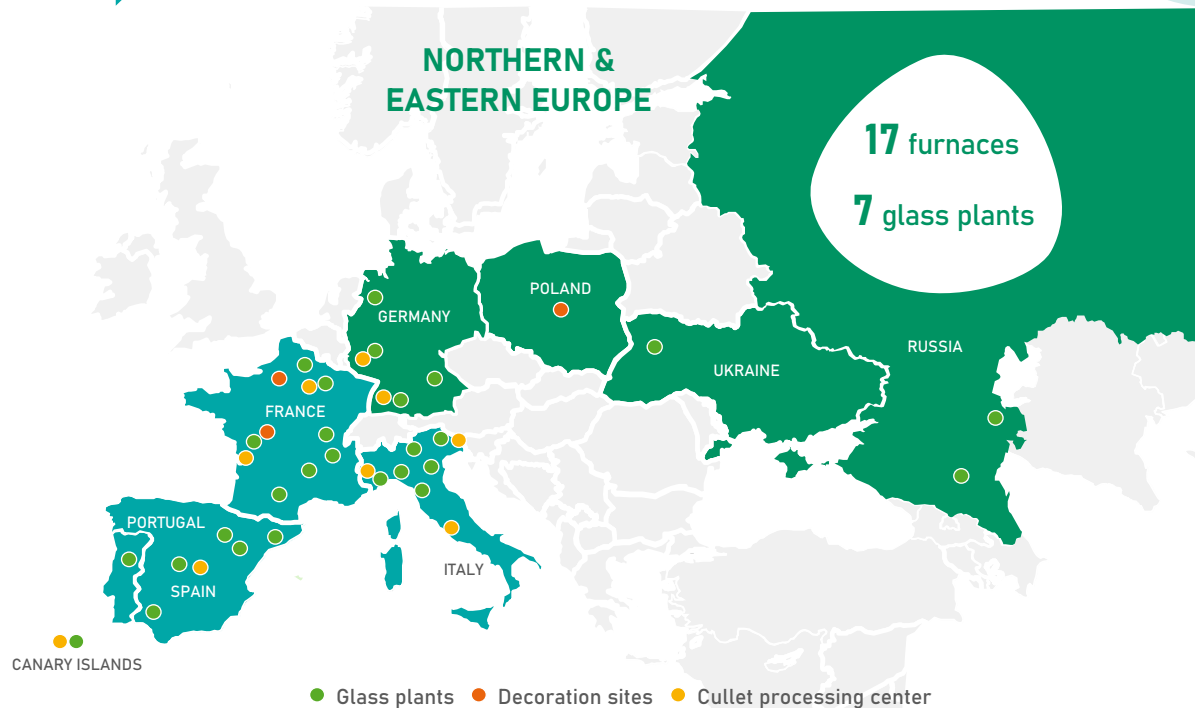 NORTHERN &
EASTERN EUROPE
17 furnaces
7 glass plants
POLAND
GERMANY
RUSSIA
UKRAINE
FRANCE
PORTUGAL
ITALY
SPAIN
CANARY ISLANDS
Glass plants Decoration sites Cullet processing center